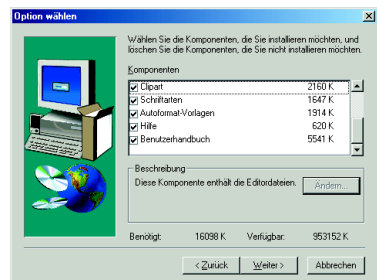 Option wählen
Wählen Sie die Komponenten, die Sie installieren möchten, und
löschen Sie die Komponenten, die Sie nicht installieren möchten.
Komponenten
Clipart 2160 K
Schriftarten 1647 K
Autoformat-Vorlagen 1914 K
Hilfe 620 K
Benutzerhandbuch 5541 K
Beschreibung
Diese Komponente enthält die Editordateien.
Ändern...
Benötigt: 16098 K Verfügbar: 953152 K
< Zurück Weiter > Abbrechen